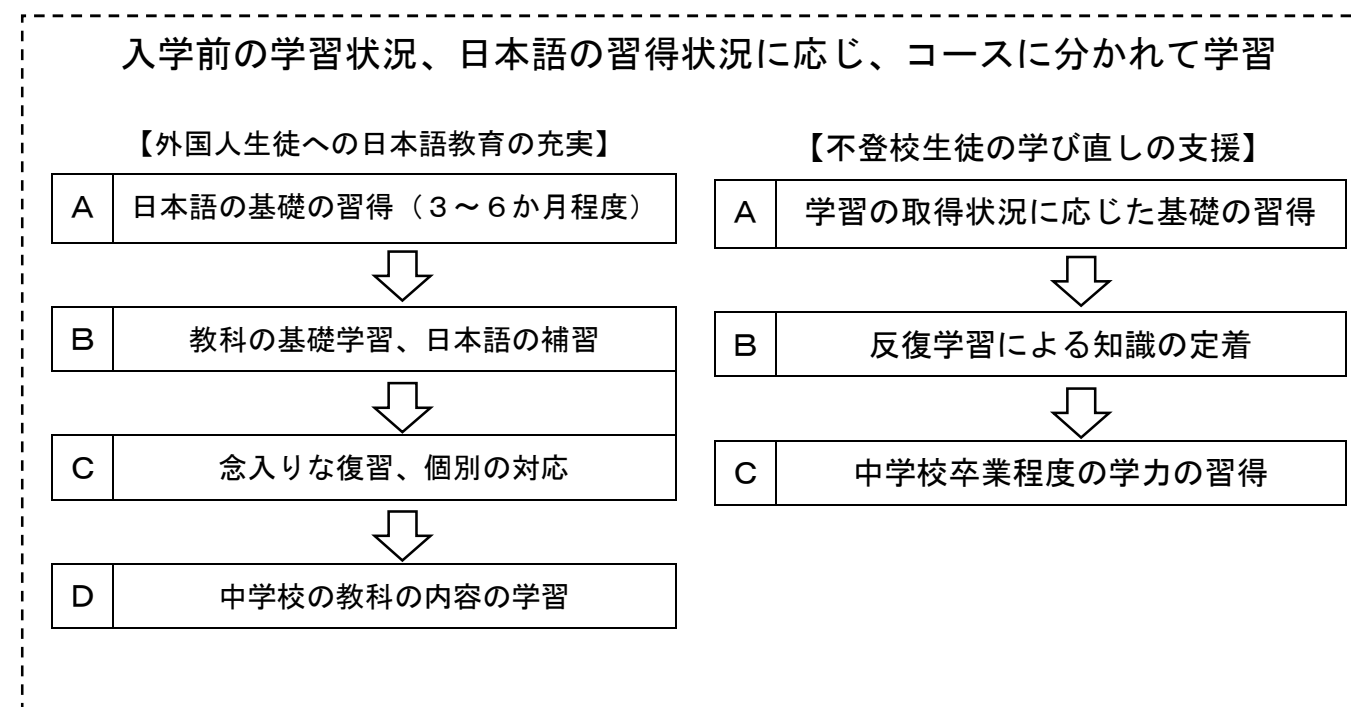 入学前の学習状況、日本語の習得状況に応じ、コースに分かれて学習
【外国人生徒への日本語教育の充実】
A 日本語の基礎の習得（３～６か月程度）
B 教科の基礎学習、日本語の補習
C 念入りな復習、個別の対応
D 中学校の教科の内容の学習
【不登校生徒の学び直しの支援】
A 学習の取得状況に応じた基礎の習得
B 反復学習による知識の定着
C 中学校卒業程度の学力の習得